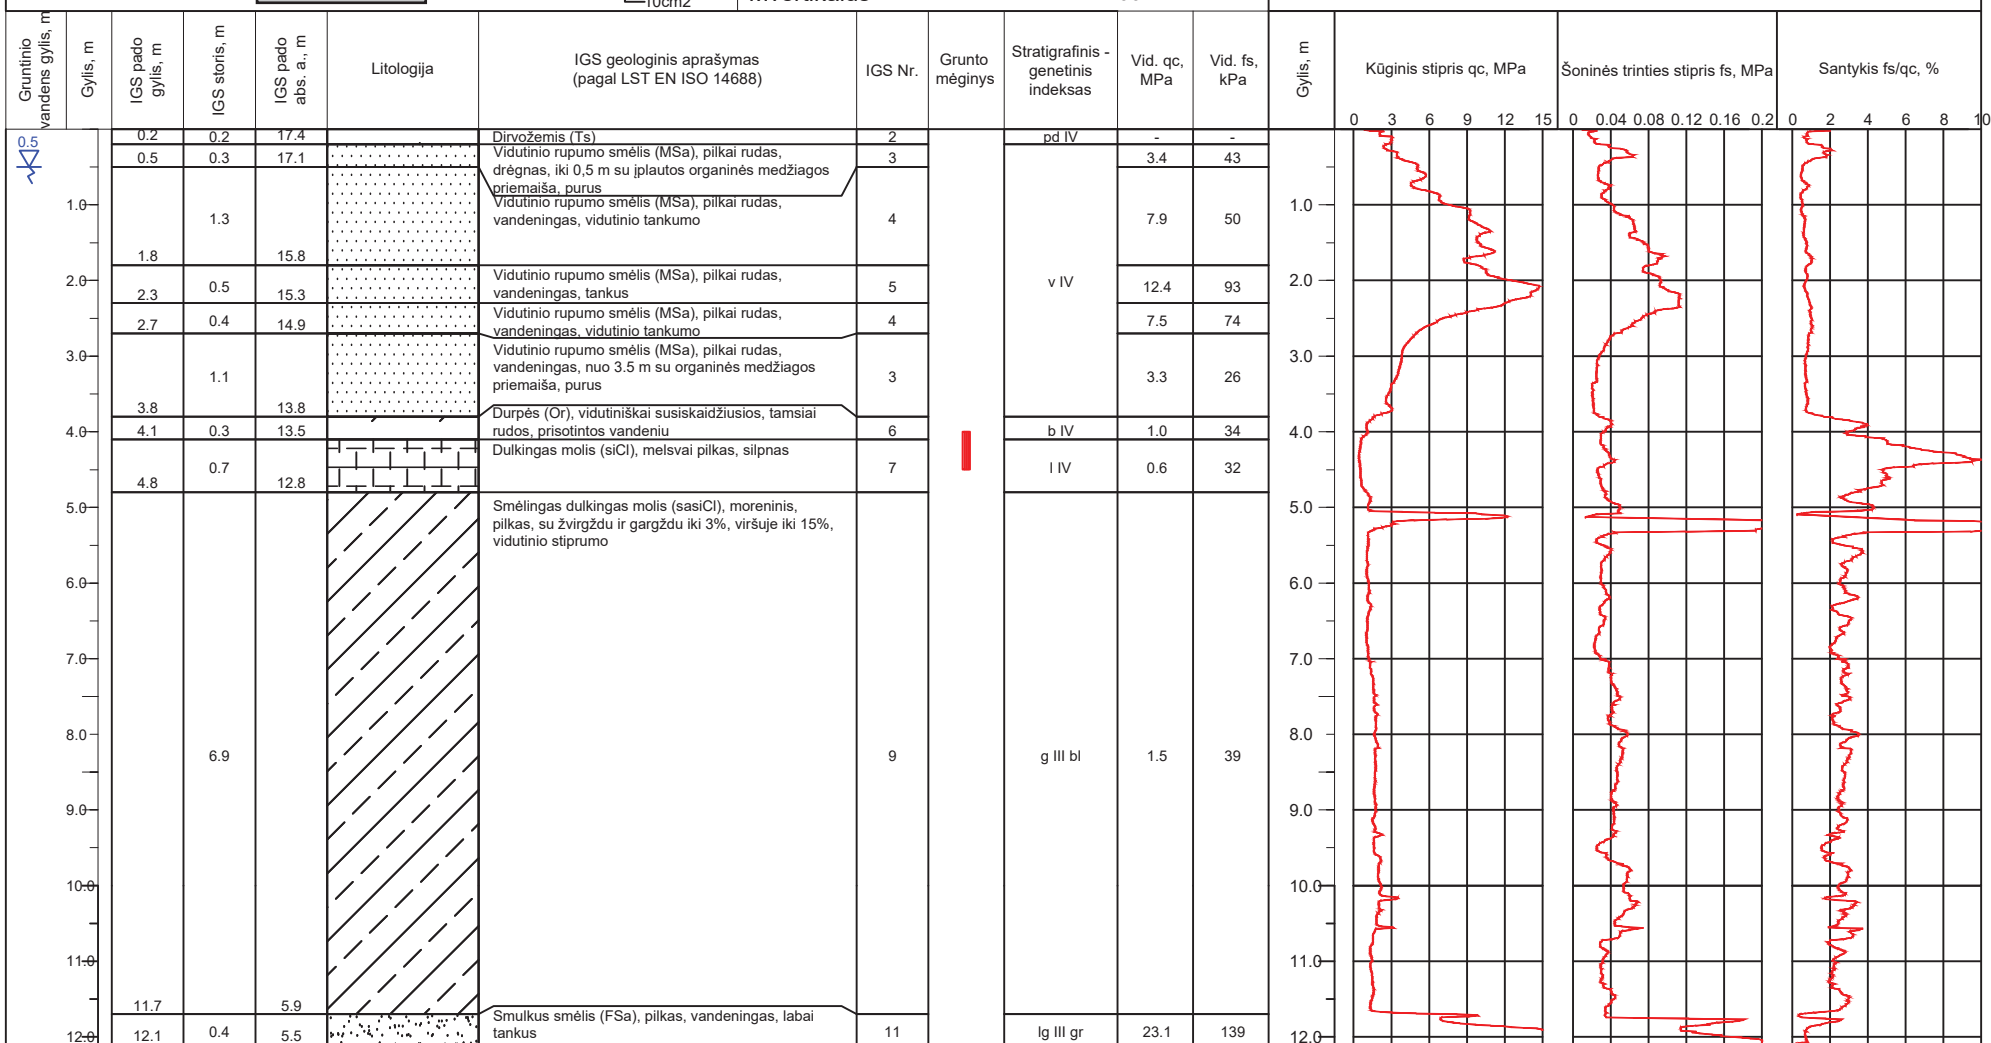 10cm2
Gruntinio vandens gylis, m
Gylis, m
IGS pado gylis, m
IGS storis, m
IGS pado abs. a., m
Litologija
IGS geologinis aprašymas
(pagal LST EN ISO 14688)
IGS Nr.
Grunto
mėginys
Stratigrafinis -
genetinis
indeksas
Vid. qc,
MPa
Vid. fs,
kPa
Gylis, m
Kūginis stipris qc, MPa
Šoninės trinties stipris fs, MPa
Santykis fs/qc, %
0 3 6 9 12 15
0 0.04 0.08 0.12 0.16 0.2
0 2 4 6 8 10
0.5
0.2 0.2 17.4 Dirvožemis (Ts) 2 pd IV - -
0.5 0.3 17.1 Vidutinio rupumo smėlis (MSa), pilkai rudas,
drėgnas, iki 0,5 m su įplautos organinės medžiagos
priemaiša, purus
3 3.4 43
1.8 1.3 15.8 Vidutinio rupumo smėlis (MSa), pilkai rudas,
vandeningas, vidutinio tankumo
4 7.9 50
2.3 0.5 15.3 Vidutinio rupumo smėlis (MSa), pilkai rudas,
vandeningas, tankus
5 v IV 12.4 93
2.7 0.4 14.9 Vidutinio rupumo smėlis (MSa), pilkai rudas,
vandeningas, vidutinio tankumo
4 7.5 74
3.8 1.1 13.8 Vidutinio rupumo smėlis (MSa), pilkai rudas,
vandeningas, nuo 3.5 m su organinės medžiagos
priemaiša, purus
3 3.3 26
4.1 0.3 13.5 Durpės (Or), vidutiniškai susiskaidžiusios, tamsiai
rudos, prisotintos vandeniu
6 b IV 1.0 34
4.8 0.7 12.8 Dulkingas molis (siCl), melsvai pilkas, silpnas
7 l IV 0.6 32
11.7 6.9 5.9 Smėlingas dulkingas molis (sasiCl), moreninis,
pilkas, su žvirgždu ir gargždu iki 3%, viršuje iki 15%,
vidutinio stiprumo
9 g III bl 1.5 39
12.1 0.4 5.5 Smulkus smėlis (FSa), pilkas, vandeningas, labai
tankus
11 lg III gr 23.1 139
1.0 1.0
2.0 2.0
3.0 3.0
4.0 4.0
5.0 5.0
6.0 6.0
7.0 7.0
8.0 8.0
9.0 9.0
10.0 10.0
11.0 11.0
12.0 12.0